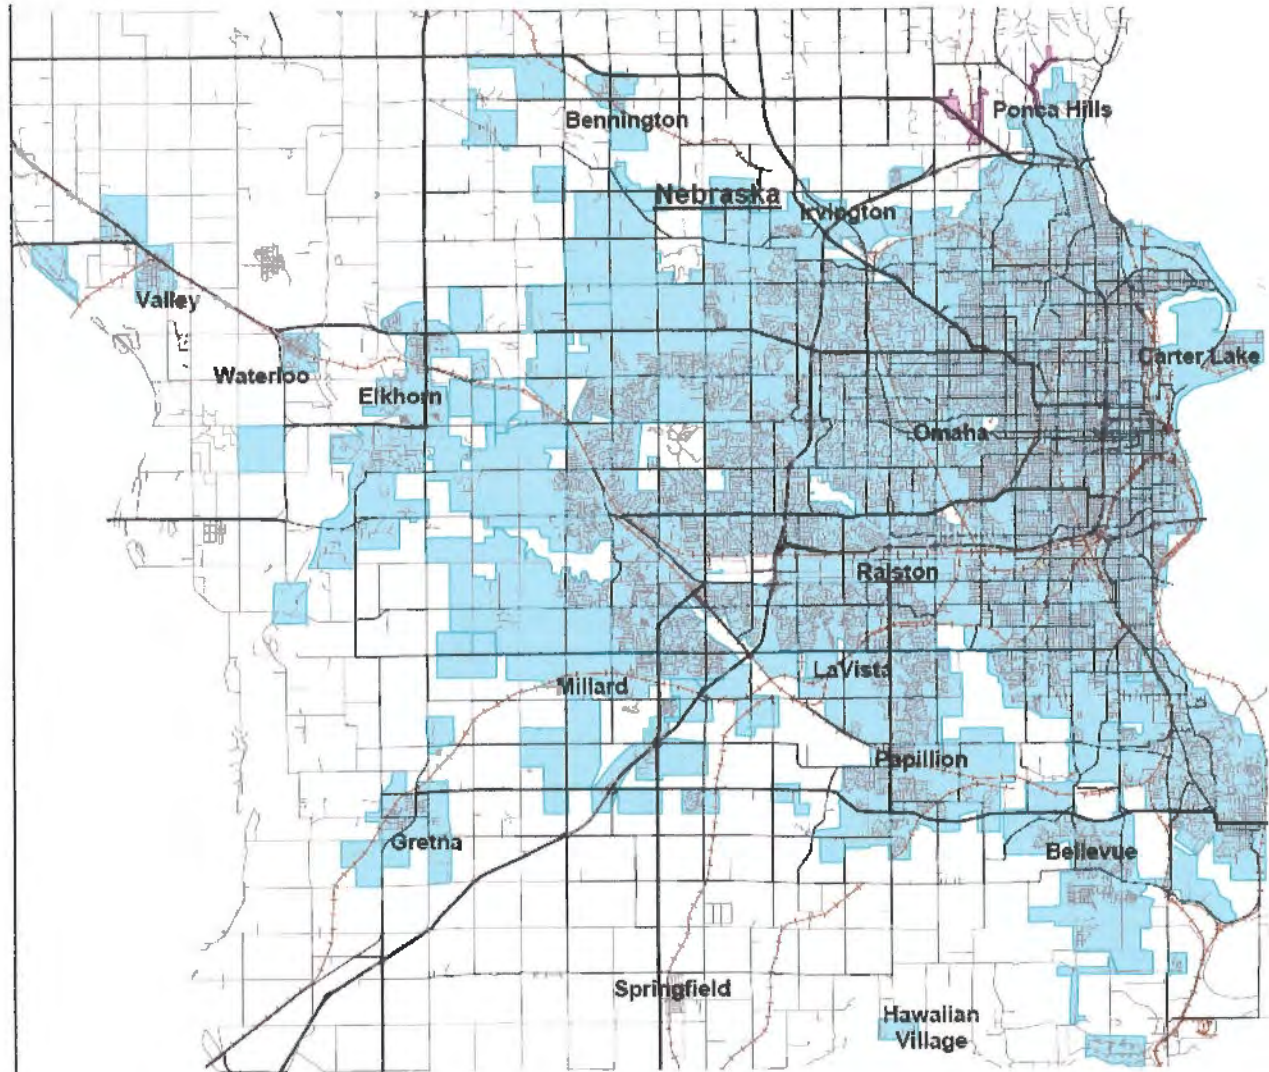 Ponca Hills
Bennington
Nebraska
Irvington
Valley
Waterloo
Elkhorn
Carter Lake
Omaha
Ralston
LaVista
Millard
Papillion
Gretna
Bellevue
Springfield
Hawaiian
Village